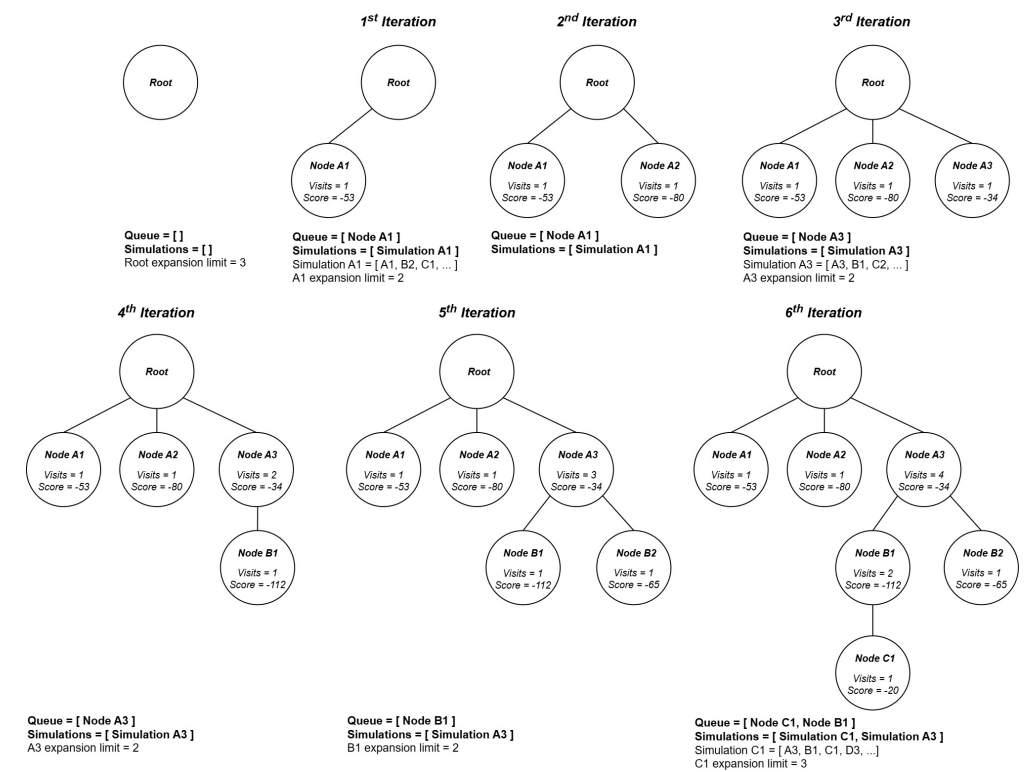 1st Iteration
2nd Iteration
3rd Iteration
Root
Root
Root
Root
Node A1
Visits = 1
Score = -53
Node A1
Visits = 1
Score = -53
Node A2
Visits = 1
Score = -80
Node A1
Visits = 1
Score = -53
Node A2
Visits = 1
Score = -80
Node A3
Visits = 1
Score = -34
Queue = [ ]
Simulations = [ ]
Root expansion limit = 3
Queue = [ Node A1 ]
Simulations = [ Simulation A1 ]
Simulation A1 = [ A1, B2, C1, ... ]
A1 expansion limit = 2
Queue = [ Node A1 ]
Simulations = [ Simulation A1 ]
Queue = [ Node A3 ]
Simulations = [ Simulation A3 ]
Simulation A3 = [ A3, B1, C2, ... ]
A3 expansion limit = 2
4th Iteration
5th Iteration
6th Iteration
Root
Root
Root
Node A1
Visits = 1
Score = -53
Node A2
Visits = 1
Score = -80
Node A3
Visits = 2
Score = -34
Node B1
Visits = 1
Score = -112
Node A1
Visits = 1
Score = -53
Node A2
Visits = 1
Score = -80
Node A3
Visits = 3
Score = -34
Node B1
Visits = 1
Score = -112
Node B2
Visits = 1
Score = -65
Node A1
Visits = 1
Score = -53
Node A2
Visits = 1
Score = -80
Node A3
Visits = 4
Score = -34
Node B1
Visits = 2
Score = -112
Node B2
Visits = 1
Score = -65
Node C1
Visits = 1
Score = -20
Queue = [ Node A3 ]
Simulations = [ Simulation A3 ]
A3 expansion limit = 2
Queue = [ Node B1 ]
Simulations = [ Simulation A3 ]
B1 expansion limit = 2
Queue = [ Node C1, Node B1 ]
Simulations = [ Simulation C1, Simulation A3 ]
Simulation C1 = [ A3, B1, C1, D3, ...]
C1 expansion limit = 3